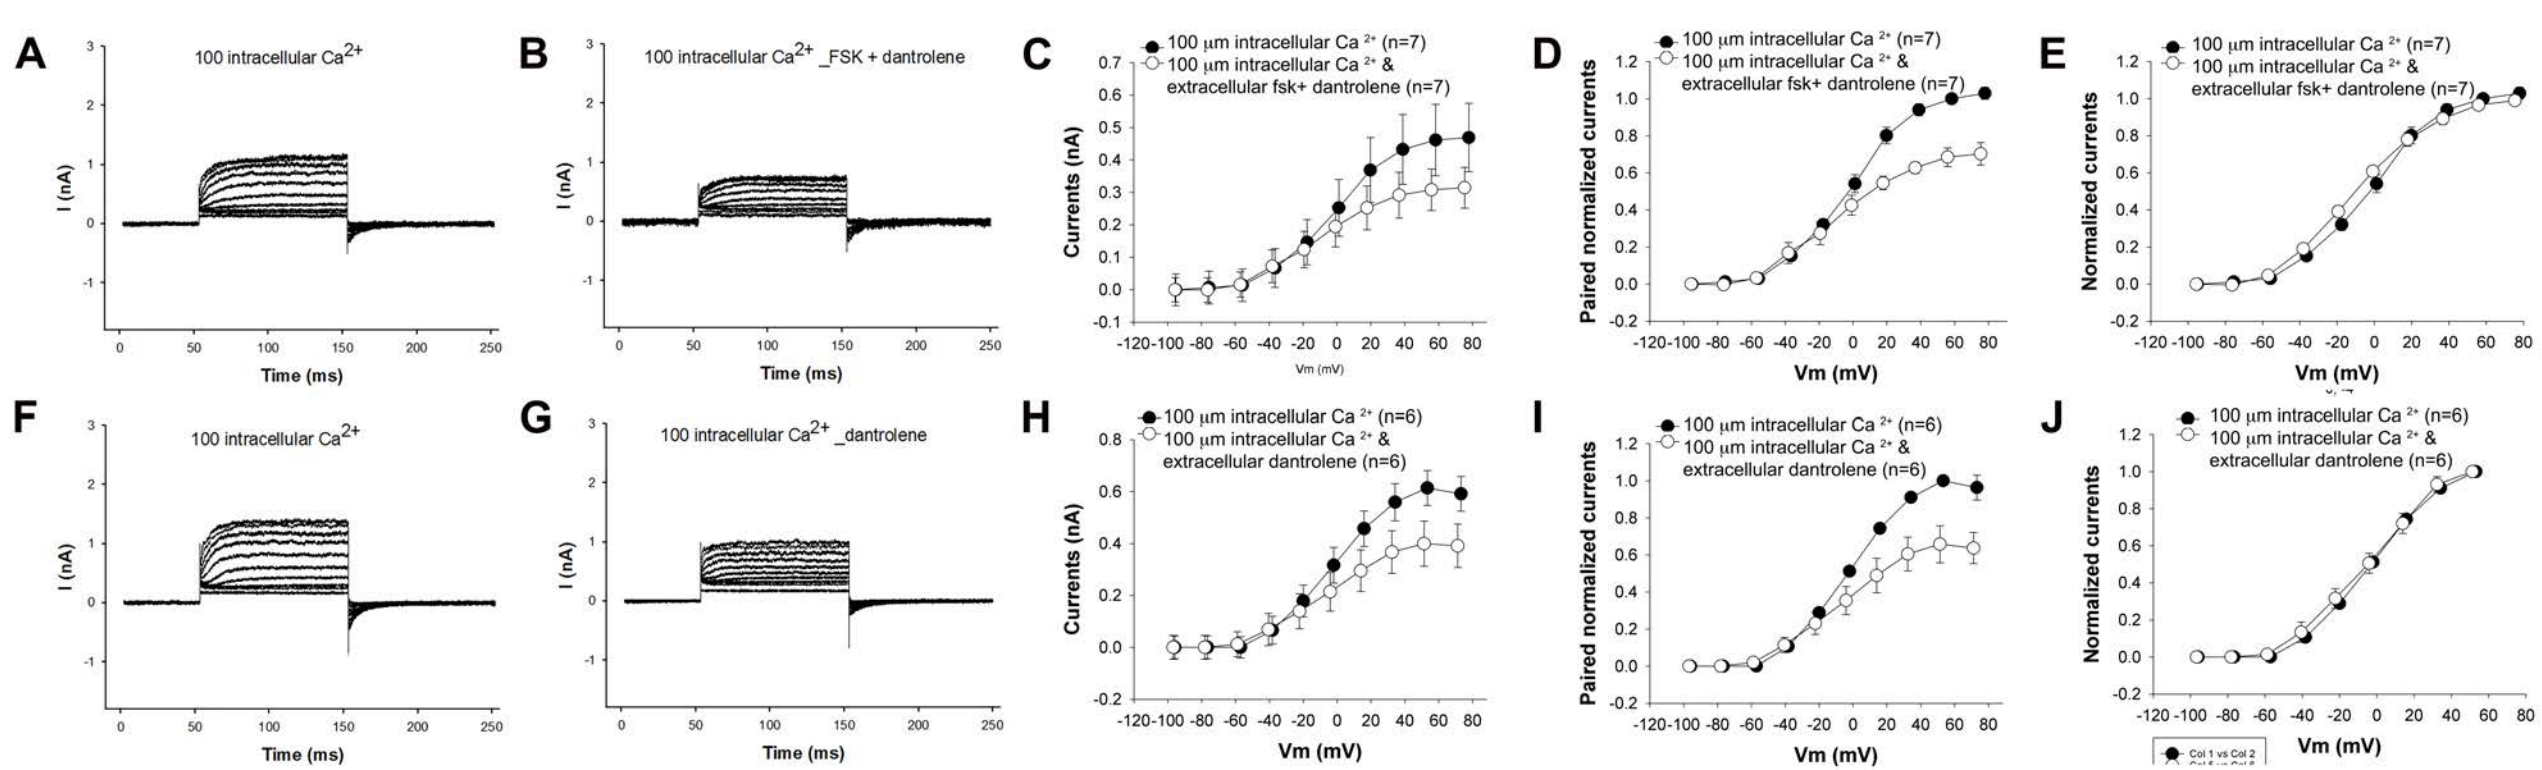 A
100 intracellular Ca2+
3
2
1
0
-1
I (nA)
0 50 100 150 200 250
Time (ms)
B
100 intracellular Ca2+ _FSK + dantrolene
3
2
1
0
-1
I (nA)
0 50 100 150 200 250
Time (ms)
C
100 µm intracellular Ca 2+ (n=7)
100 µm intracellular Ca 2+ &
extracellular fsk+ dantrolene (n=7)
0.7
0.6
0.5
0.4
0.3
0.2
0.1
0.0
-0.1
Currents (nA)
-120 -100 -80 -60 -40 -20 0 20 40 60 80
Vm (mV)
D
100 µm intracellular Ca 2+ (n=7)
100 µm intracellular Ca 2+ &
extracellular fsk+ dantrolene (n=7)
1.2
1.0
0.8
0.6
0.4
0.2
0.0
-0.2
Paired normalized currents
-120 -100 -80 -60 -40 -20 0 20 40 60 80
Vm (mV)
E
100 µm intracellular Ca 2+ (n=7)
100 µm intracellular Ca 2+ &
extracellular fsk+ dantrolene (n=7)
1.2
1.0
0.8
0.6
0.4
0.2
0.0
-0.2
Normalized currents
-120 -100 -80 -60 -40 -20 0 20 40 60 80
Vm (mV)
F
100 intracellular Ca2+
3
2
1
0
-1
I (nA)
0 50 100 150 200 250
Time (ms)
G
100 intracellular Ca2+ _dantrolene
3
2
1
0
-1
I (nA)
0 50 100 150 200 250
Time (ms)
H
100 µm intracellular Ca 2+ (n=6)
100 µm intracellular Ca 2+ &
extracellular dantrolene (n=6)
0.8
0.6
0.4
0.2
0.0
-0.2
Currents (nA)
-120 -100 -80 -60 -40 -20 0 20 40 60 80
Vm (mV)
I
100 µm intracellular Ca 2+ (n=6)
100 µm intracellular Ca 2+ &
extracellular dantrolene (n=6)
1.2
1.0
0.8
0.6
0.4
0.2
0.0
-0.2
Paired normalized currents
-120 -100 -80 -60 -40 -20 0 20 40 60 80
Vm (mV)
J
100 µm intracellular Ca 2+ (n=6)
100 µm intracellular Ca 2+ &
extracellular dantrolene (n=6)
1.2
1.0
0.8
0.6
0.4
0.2
0.0
-0.2
Normalized currents
-120 -100 -80 -60 -40 -20 0 20 40 60 80
Vm (mV)
Col 1 vs Col 2